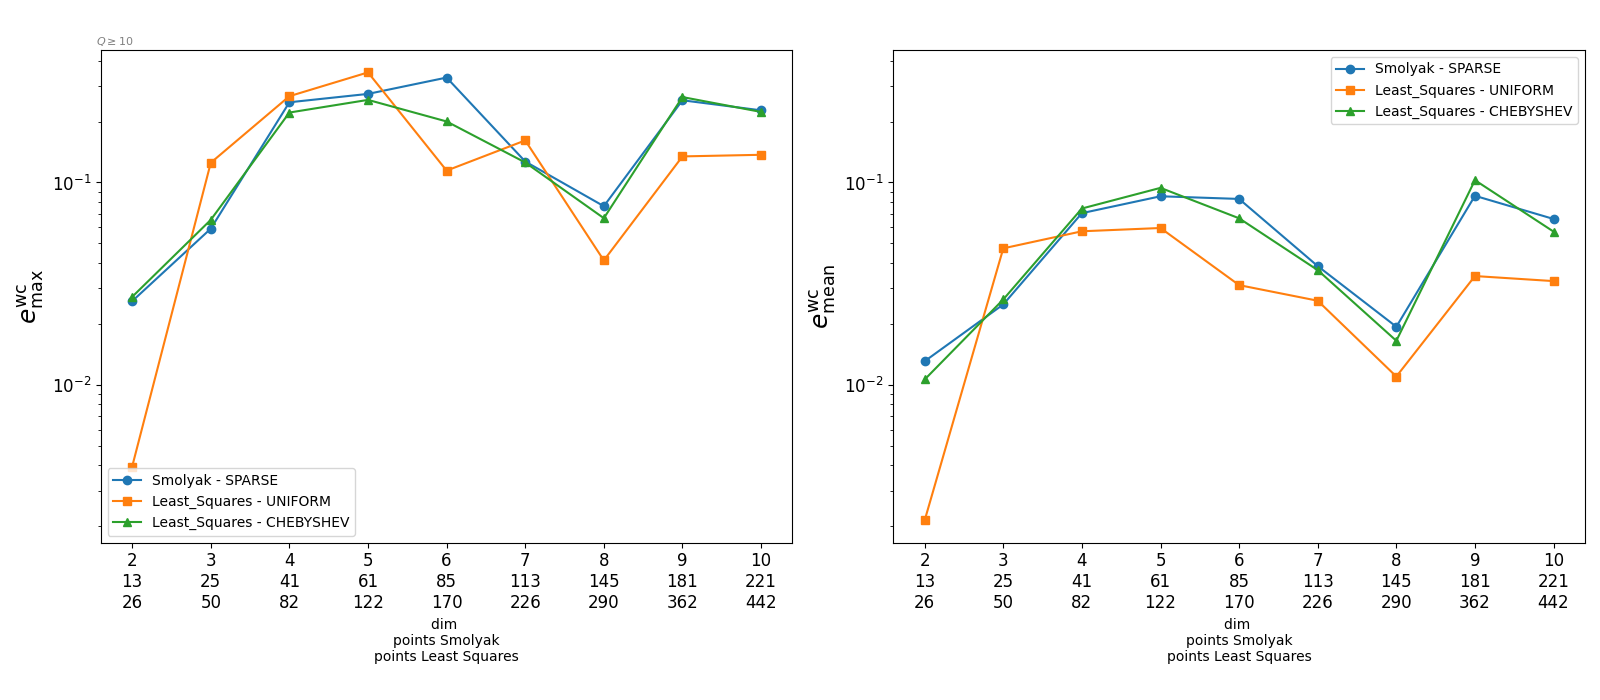 Q ≥ 10
e^wc_max
10^−1
10^−2
Smolyak - SPARSE
Least_Squares - UNIFORM
Least_Squares - CHEBYSHEV
2 3 4 5 6 7 8 9 10
13 25 41 61 85 113 145 181 221
26 50 82 122 170 226 290 362 442
dim
points Smolyak
points Least Squares
e^wc_mean
10^−1
10^−2
Smolyak - SPARSE
Least_Squares - UNIFORM
Least_Squares - CHEBYSHEV
2 3 4 5 6 7 8 9 10
13 25 41 61 85 113 145 181 221
26 50 82 122 170 226 290 362 442
dim
points Smolyak
points Least Squares